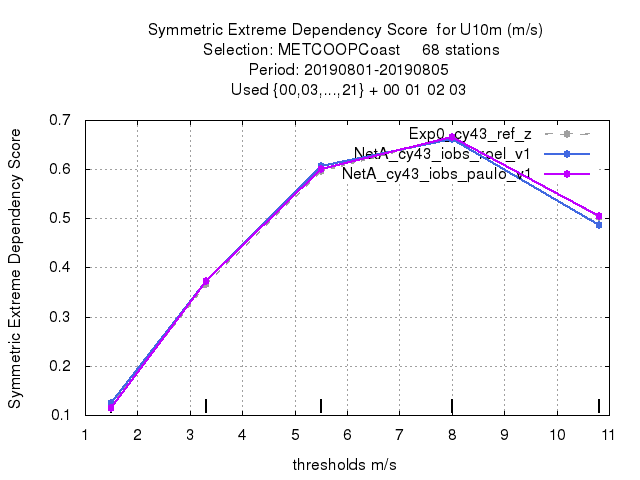 Symmetric Extreme Dependency Score  for U10m (m/s)
Selection: METCOOPCoast     68 stations
Period: 20190801-20190805
Used {00,03,...,21} + 00 01 02 03
Symmetric Extreme Dependency Score
0.7
0.6
0.5
0.4
0.3
0.2
0.1
Exp0_cy43_ref_z
NetA_cy43_iobs_roel_v1
NetA_cy43_iobs_paulo_v1
1 2 3 4 5 6 7 8 9 10 11
thresholds m/s